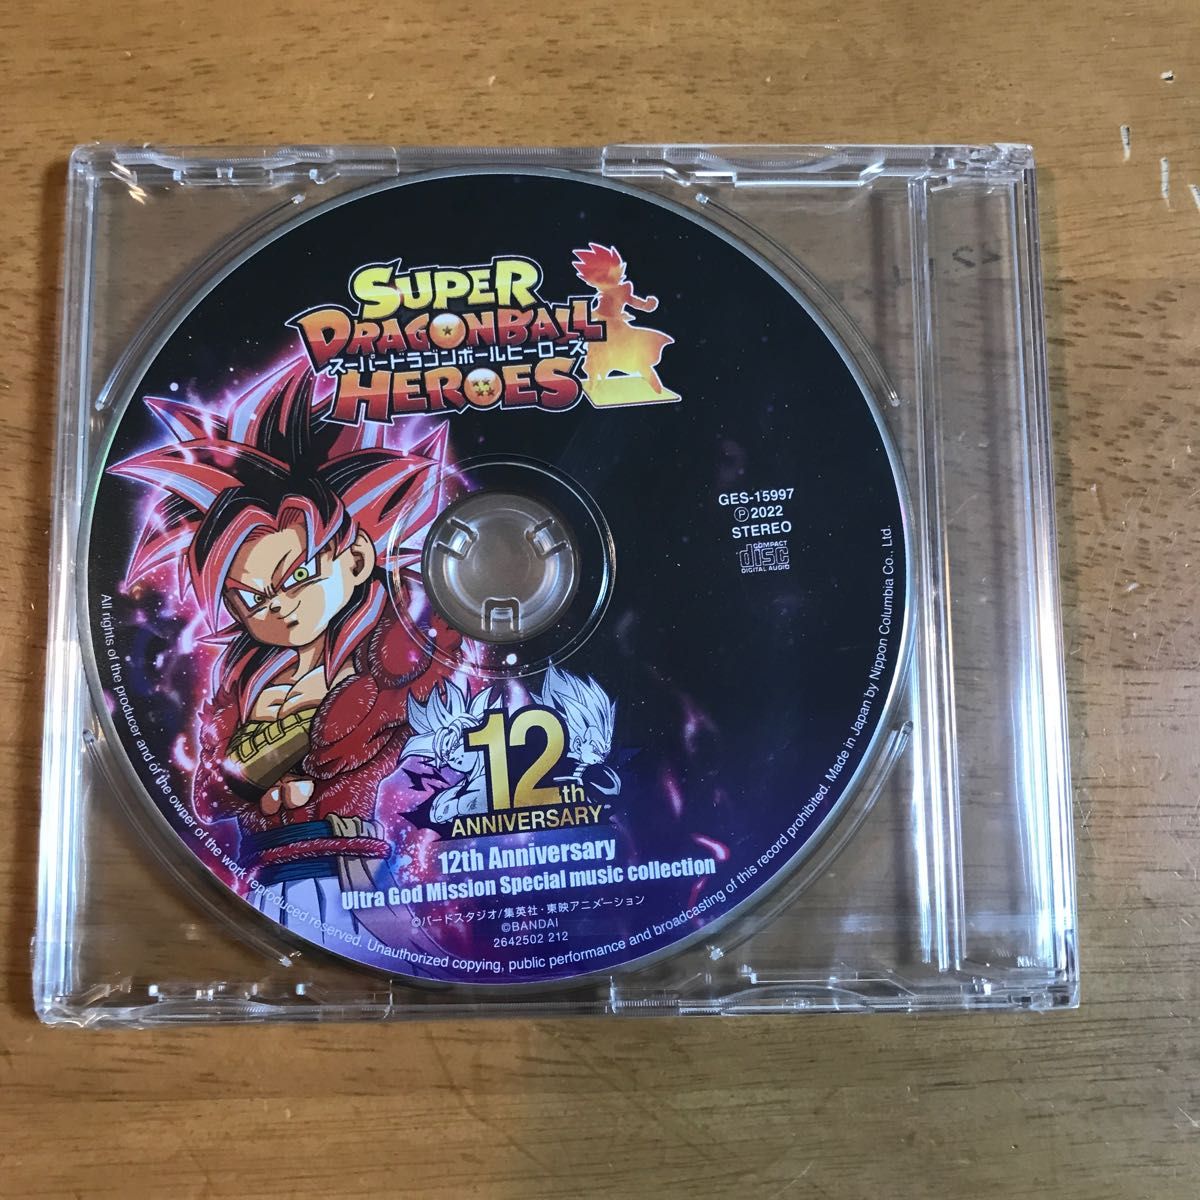 SUPER
DRAGONBALL
スーパードラゴンボールヒーローズ
HEROES
GES-15997
Ⓟ2022
STEREO
COMPACT
disc
DIGITAL AUDIO
12th
ANNIVERSARY
12th Anniversary
Ultra God Mission Special music collection
©バードスタジオ/集英社・東映アニメーション
©BANDAI
2642502 212
All rights of the producer and of the owner of the work reproduced reserved. Unauthorized copying, public performance and broadcasting of this record prohibited. Made in Japan by Nippon Columbia Co., Ltd.